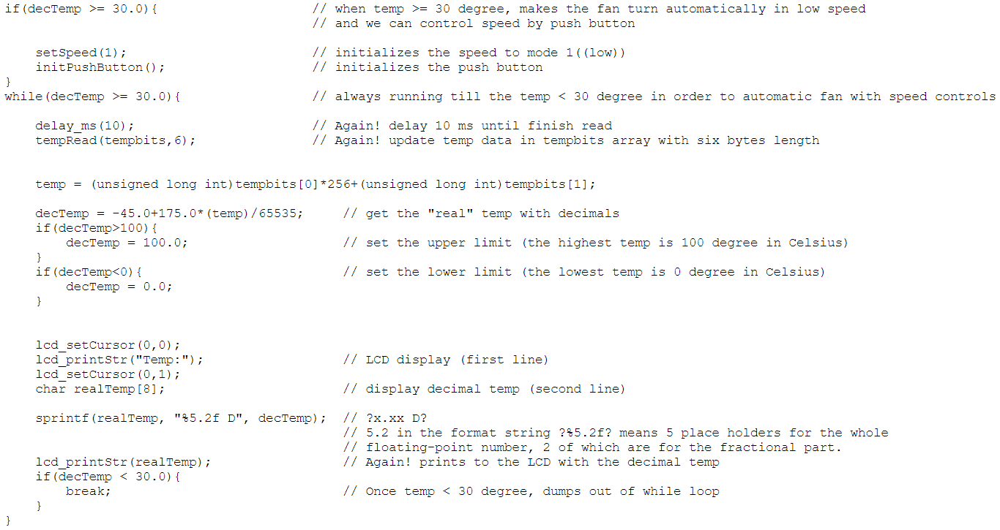 if(decTemp >= 30.0){ // when temp >= 30 degree, makes the fan turn automatically in low speed
// and we can control speed by push button
setSpeed(1); // initializes the speed to mode 1((low))
initPushButton(); // initializes the push button
}
while(decTemp >= 30.0){ // always running till the temp < 30 degree in order to automatic fan with speed controls
delay_ms(10); // Again! delay 10 ms until finish read
tempRead(tempbits,6); // Again! update temp data in tempbits array with six bytes length
temp = (unsigned long int)tempbits[0]*256+(unsigned long int)tempbits[1];
decTemp = -45.0+175.0*(temp)/65535; // get the "real" temp with decimals
if(decTemp>100){
decTemp = 100.0; // set the upper limit (the highest temp is 100 degree in Celsius)
}
if(decTemp<0){ // set the lower limit (the lowest temp is 0 degree in Celsius)
decTemp = 0.0;
}
lcd_setCursor(0,0);
lcd_printStr("Temp:"); // LCD display (first line)
lcd_setCursor(0,1);
char realTemp[8]; // display decimal temp (second line)
sprintf(realTemp, "%5.2f D", decTemp); // ?x.xx D?
// 5.2 in the format string ?%5.2f? means 5 place holders for the whole
// floating-point number, 2 of which are for the fractional part.
lcd_printStr(realTemp); // Again! prints to the LCD with the decimal temp
if(decTemp < 30.0){
break; // Once temp < 30 degree, dumps out of while loop
}
}